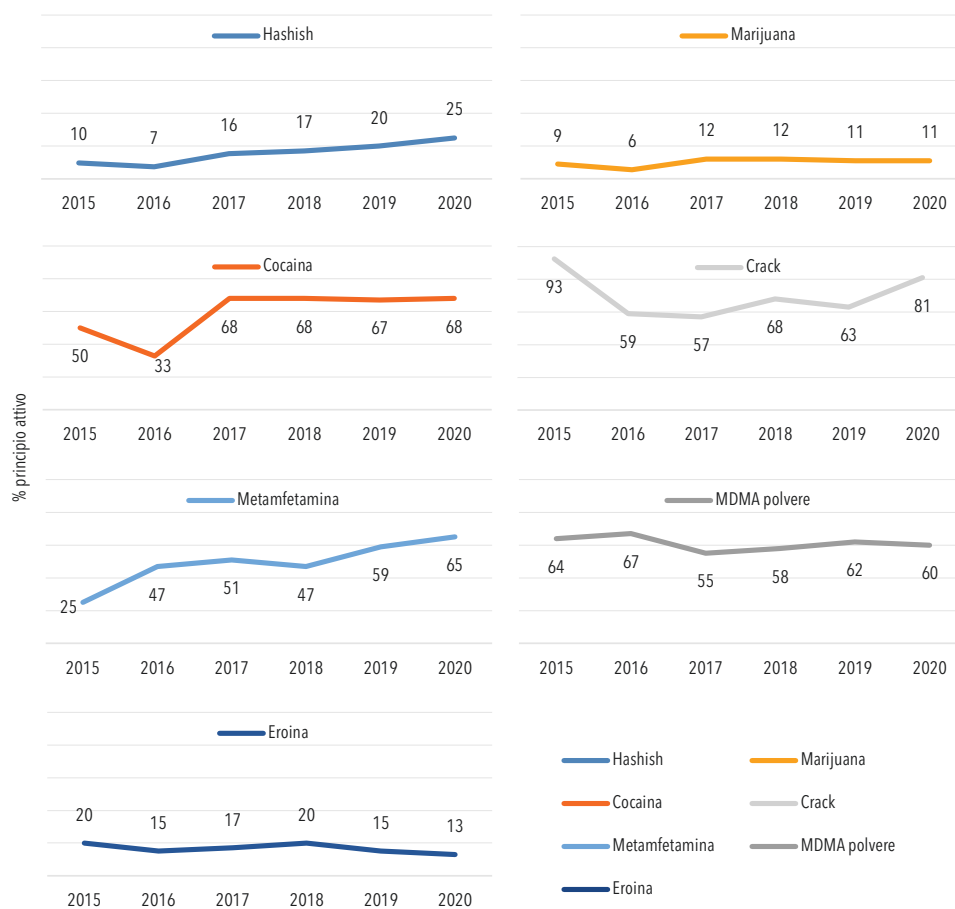 % principio attivo
Hashish
10 7 16 17 20 25
2015 2016 2017 2018 2019 2020
Marijuana
9 6 12 12 11 11
2015 2016 2017 2018 2019 2020
Cocaina
50 33 68 68 67 68
2015 2016 2017 2018 2019 2020
Crack
93 59 57 68 63 81
2015 2016 2017 2018 2019 2020
Metamfetamina
25 47 51 47 59 65
2015 2016 2017 2018 2019 2020
MDMA polvere
64 67 55 58 62 60
2015 2016 2017 2018 2019 2020
Eroina
20 15 17 20 15 13
2015 2016 2017 2018 2019 2020
Hashish Marijuana
Cocaina Crack
Metamfetamina MDMA polvere
Eroina